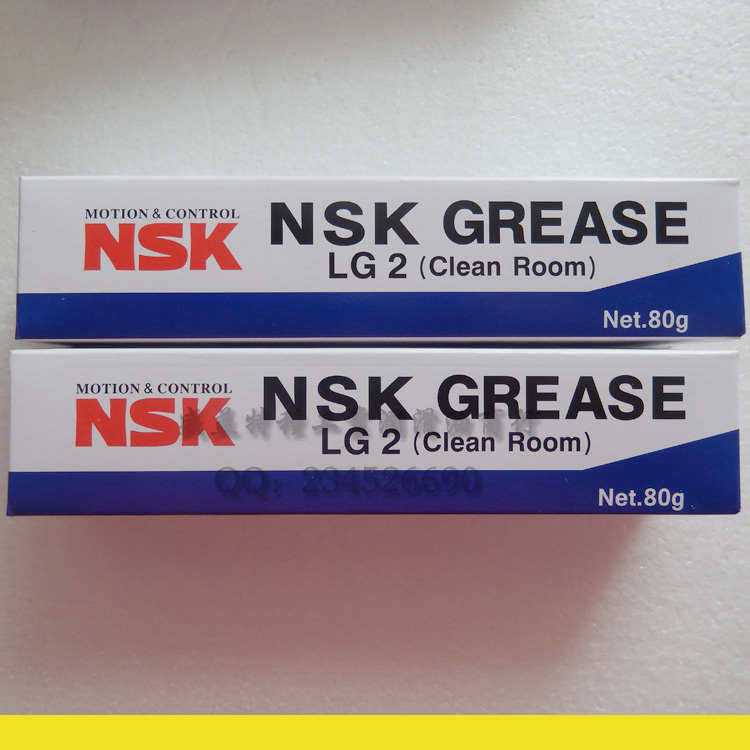 MOTION & CONTROL
NSK
NSK GREASE
LG 2 (Clean Room)
Net.80g
MOTION & CONTROL
NSK
NSK GREASE
LG 2 (Clean Room)
QQ: 234526690
Net.80g